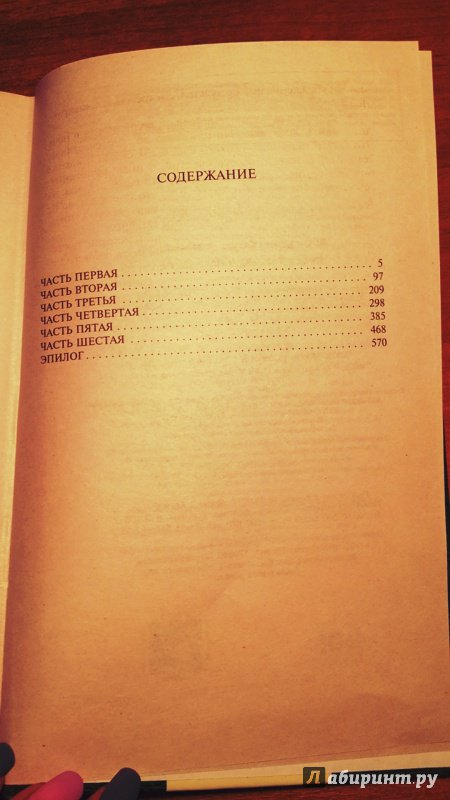 СОДЕРЖАНИЕ
ЧАСТЬ ПЕРВАЯ . . . . . . . . . . . . . . . . . . . . . . . . . . . . . . . . . . . . 5
ЧАСТЬ ВТОРАЯ . . . . . . . . . . . . . . . . . . . . . . . . . . . . . . . . . . . . 97
ЧАСТЬ ТРЕТЬЯ . . . . . . . . . . . . . . . . . . . . . . . . . . . . . . . . . . . . 209
ЧАСТЬ ЧЕТВЕРТАЯ . . . . . . . . . . . . . . . . . . . . . . . . . . . . . . . . 298
ЧАСТЬ ПЯТАЯ . . . . . . . . . . . . . . . . . . . . . . . . . . . . . . . . . . . . 385
ЧАСТЬ ШЕСТАЯ . . . . . . . . . . . . . . . . . . . . . . . . . . . . . . . . . . 468
ЭПИЛОГ . . . . . . . . . . . . . . . . . . . . . . . . . . . . . . . . . . . . . . . . 570
Лабиринт.ру